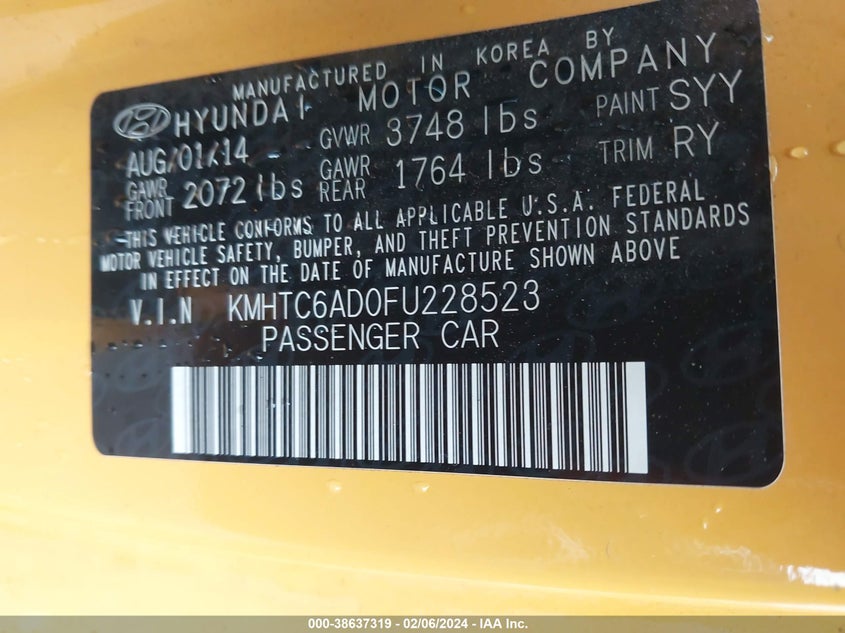 MANUFACTURED IN KOREA BY
HYUNDAI MOTOR COMPANY
AUG/01/14 GVWR 3748 lbs PAINT SYY
GAWR FRONT 2072 lbs GAWR REAR 1764 lbs TRIM RY
THIS VEHICLE CONFORMS TO ALL APPLICABLE U.S.A. FEDERAL
MOTOR VEHICLE SAFETY, BUMPER, AND THEFT PREVENTION STANDARDS
IN EFFECT ON THE DATE OF MANUFACTURE SHOWN ABOVE
V.I.N KMHTC6AD0FU228523
PASSENGER CAR
000-38637319 - 02/06/2024 - IAA Inc.